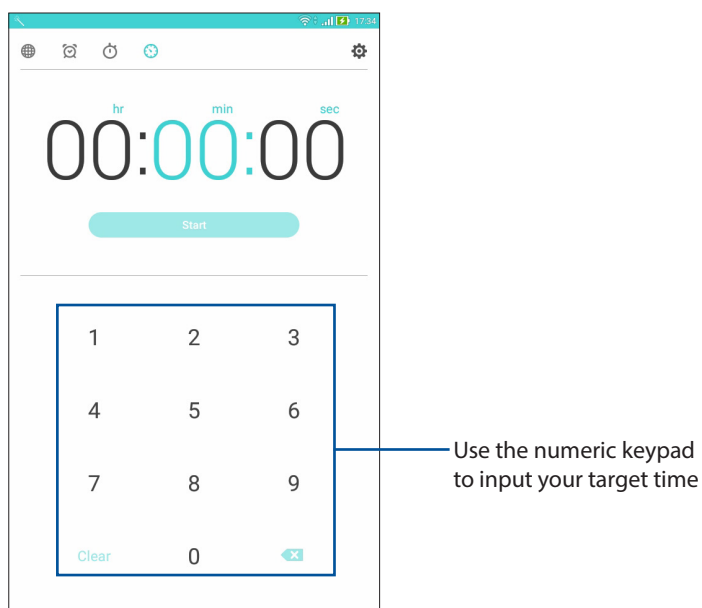 17:34
hr min sec
00:00:00
Start
1 2 3
4 5 6
7 8 9
Clear 0
Use the numeric keypad
to input your target time